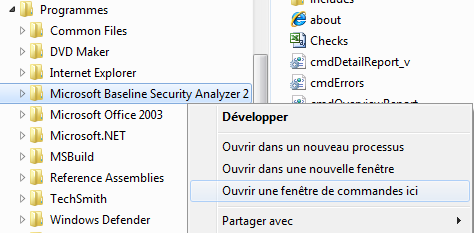 Programmes
Common Files
DVD Maker
Internet Explorer
Microsoft Baseline Security Analyzer 2
Microsoft Office 2003
Microsoft.NET
MSBuild
Reference Assemblies
TechSmith
Windows Defender
includes
about
Checks
cmdDetailReport_v
cmdErrors
cmdOverviewReport
Développer
Ouvrir dans un nouveau processus
Ouvrir dans une nouvelle fenêtre
Ouvrir une fenêtre de commandes ici
Partager avec